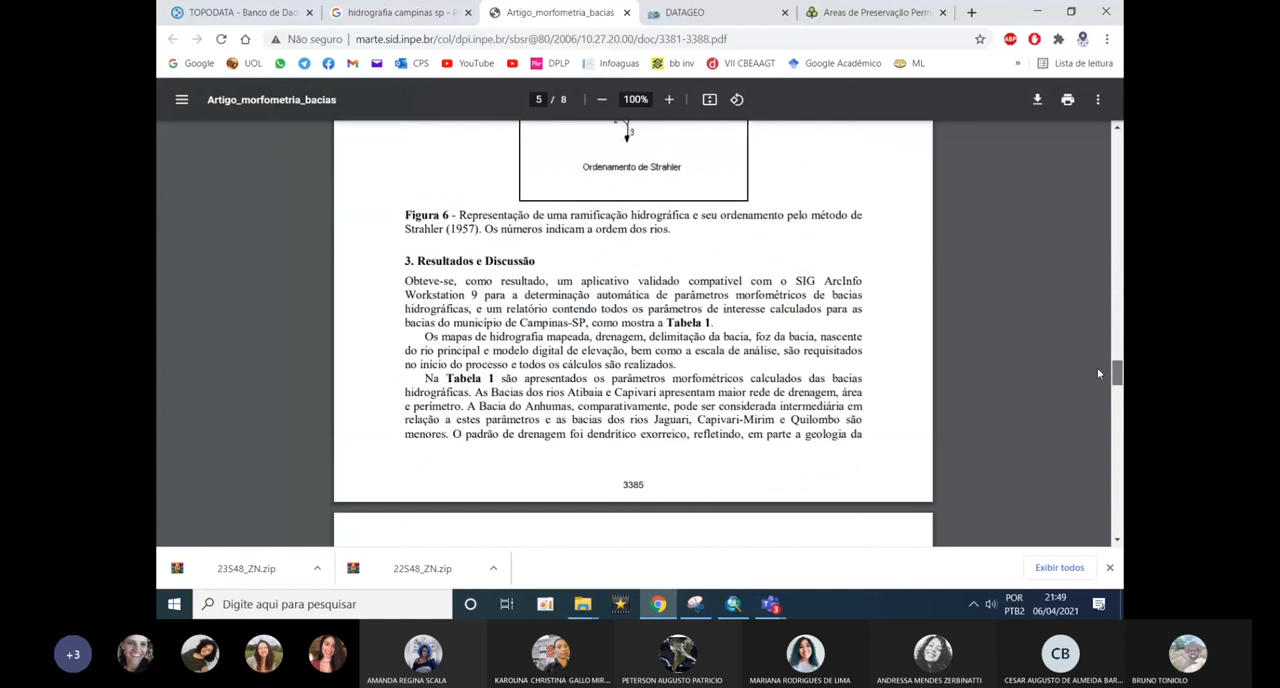 TOPODATA - Banco de Dad
hidrografia campinas sp - P
Artigo_morfometria_bacias
DATAGEO
Areas de Preservação Perm
Não seguro
marte.sid.inpe.br/col/dpi.inpe.br/sbsr@80/2006/10.27.20.00/doc/3381-3388.pdf
Google UOL CPS YouTube DPLP Infoaguas bb inv VII CBEAAGT Google Acadêmico ML » Lista de leitura
Artigo_morfometria_bacias
5 / 8
100%
3
Ordenamento de Strahler
Figura 6 - Representação de uma ramificação hidrográfica e seu ordenamento pelo método de
Strahler (1957). Os números indicam a ordem dos rios.
3. Resultados e Discussão
Obteve-se, como resultado, um aplicativo validado compatível com o SIG ArcInfo
Workstation 9 para a determinação automática de parâmetros morfométricos de bacias
hidrográficas, e um relatório contendo todos os parâmetros de interesse calculados para as
bacias do município de Campinas-SP, como mostra a Tabela 1.
Os mapas de hidrografia mapeada, drenagem, delimitação da bacia, foz da bacia, nascente
do rio principal e modelo digital de elevação, bem como a escala de análise, são requisitados
no início do processo e todos os cálculos são realizados.
Na Tabela 1 são apresentados os parâmetros morfométricos calculados das bacias
hidrográficas. As Bacias dos rios Atibaia e Capivari apresentam maior rede de drenagem, área
e perímetro. A Bacia do Anhumas, comparativamente, pode ser considerada intermediária em
relação a estes parâmetros e as bacias dos rios Jaguari, Capivari-Mirim e Quilombo são
menores. O padrão de drenagem foi dendrítico exorreico, refletindo, em parte a geologia da
3385
23S48_ZN.zip
22S48_ZN.zip
Exibir todos
Digite aqui para pesquisar
3
POR
PTB2
21:49
06/04/2021
+3
AMANDA REGINA SCALA
KAROLINA CHRISTINA GALLO MIR...
PETERSON AUGUSTO PATRICIO
MARIANA RODRIGUES DE LIMA
ANDRESSA MENDES ZERBINATTI
CB
CESAR AUGUSTO DE ALMEIDA BAR...
BRUNO TONIOLO